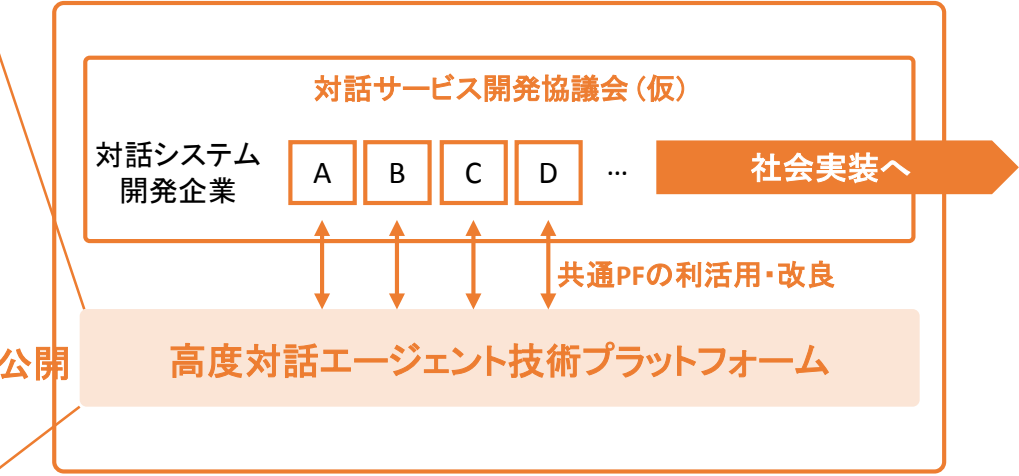 対話サービス開発協議会(仮)
対話システム
開発企業
A B C D …
社会実装へ
共通PFの利活用・改良
公開
高度対話エージェント技術プラットフォーム